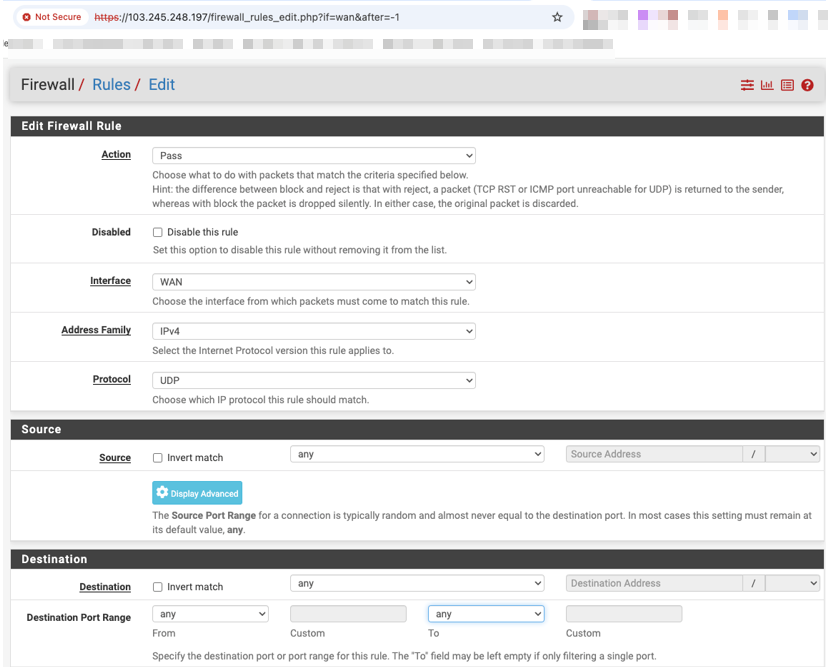 Not Secure https://103.245.248.197/firewall_rules_edit.php?if=wan&after=-1
Firewall / Rules / Edit
Edit Firewall Rule
Action Pass
Choose what to do with packets that match the criteria specified below.
Hint: the difference between block and reject is that with reject, a packet (TCP RST or ICMP port unreachable for UDP) is returned to the sender,
whereas with block the packet is dropped silently. In either case, the original packet is discarded.
Disabled Disable this rule
Set this option to disable this rule without removing it from the list.
Interface WAN
Choose the interface from which packets must come to match this rule.
Address Family IPv4
Select the Internet Protocol version this rule applies to.
Protocol UDP
Choose which IP protocol this rule should match.
Source
Source Invert match any Source Address /
Display Advanced
The Source Port Range for a connection is typically random and almost never equal to the destination port. In most cases this setting must remain at
its default value, any.
Destination
Destination Invert match any Destination Address /
Destination Port Range any any
From Custom To Custom
Specify the destination port or port range for this rule. The "To" field may be left empty if only filtering a single port.